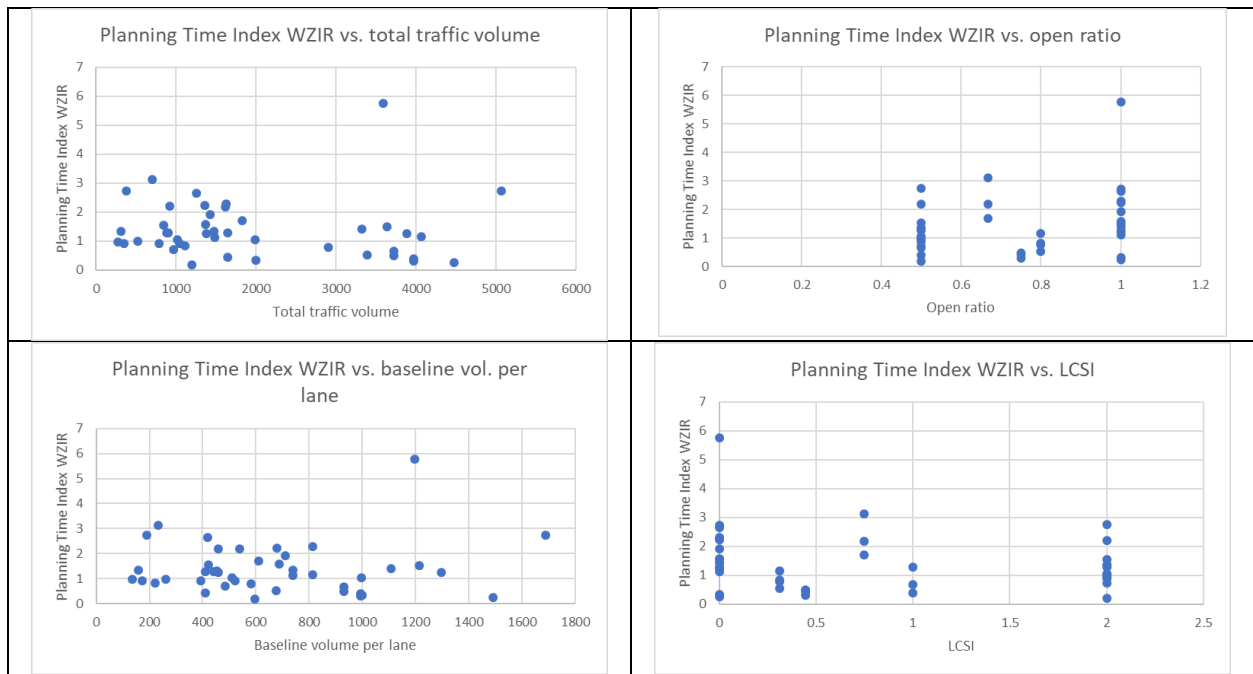 Planning Time Index WZIR vs. total traffic volume
Planning Time Index WZIR
7
6
5
4
3
2
1
0
0 1000 2000 3000 4000 5000 6000
Total traffic volume
Planning Time Index WZIR vs. open ratio
Planning Time Index WZIR
7
6
5
4
3
2
1
0
0 0.2 0.4 0.6 0.8 1 1.2
Open ratio
Planning Time Index WZIR vs. baseline vol. per
lane
Planning Time Index WZIR
7
6
5
4
3
2
1
0
0 200 400 600 800 1000 1200 1400 1600 1800
Baseline volume per lane
Planning Time Index WZIR vs. LCSI
Planning Time Index WZIR
7
6
5
4
3
2
1
0
0 0.5 1 1.5 2 2.5
LCSI